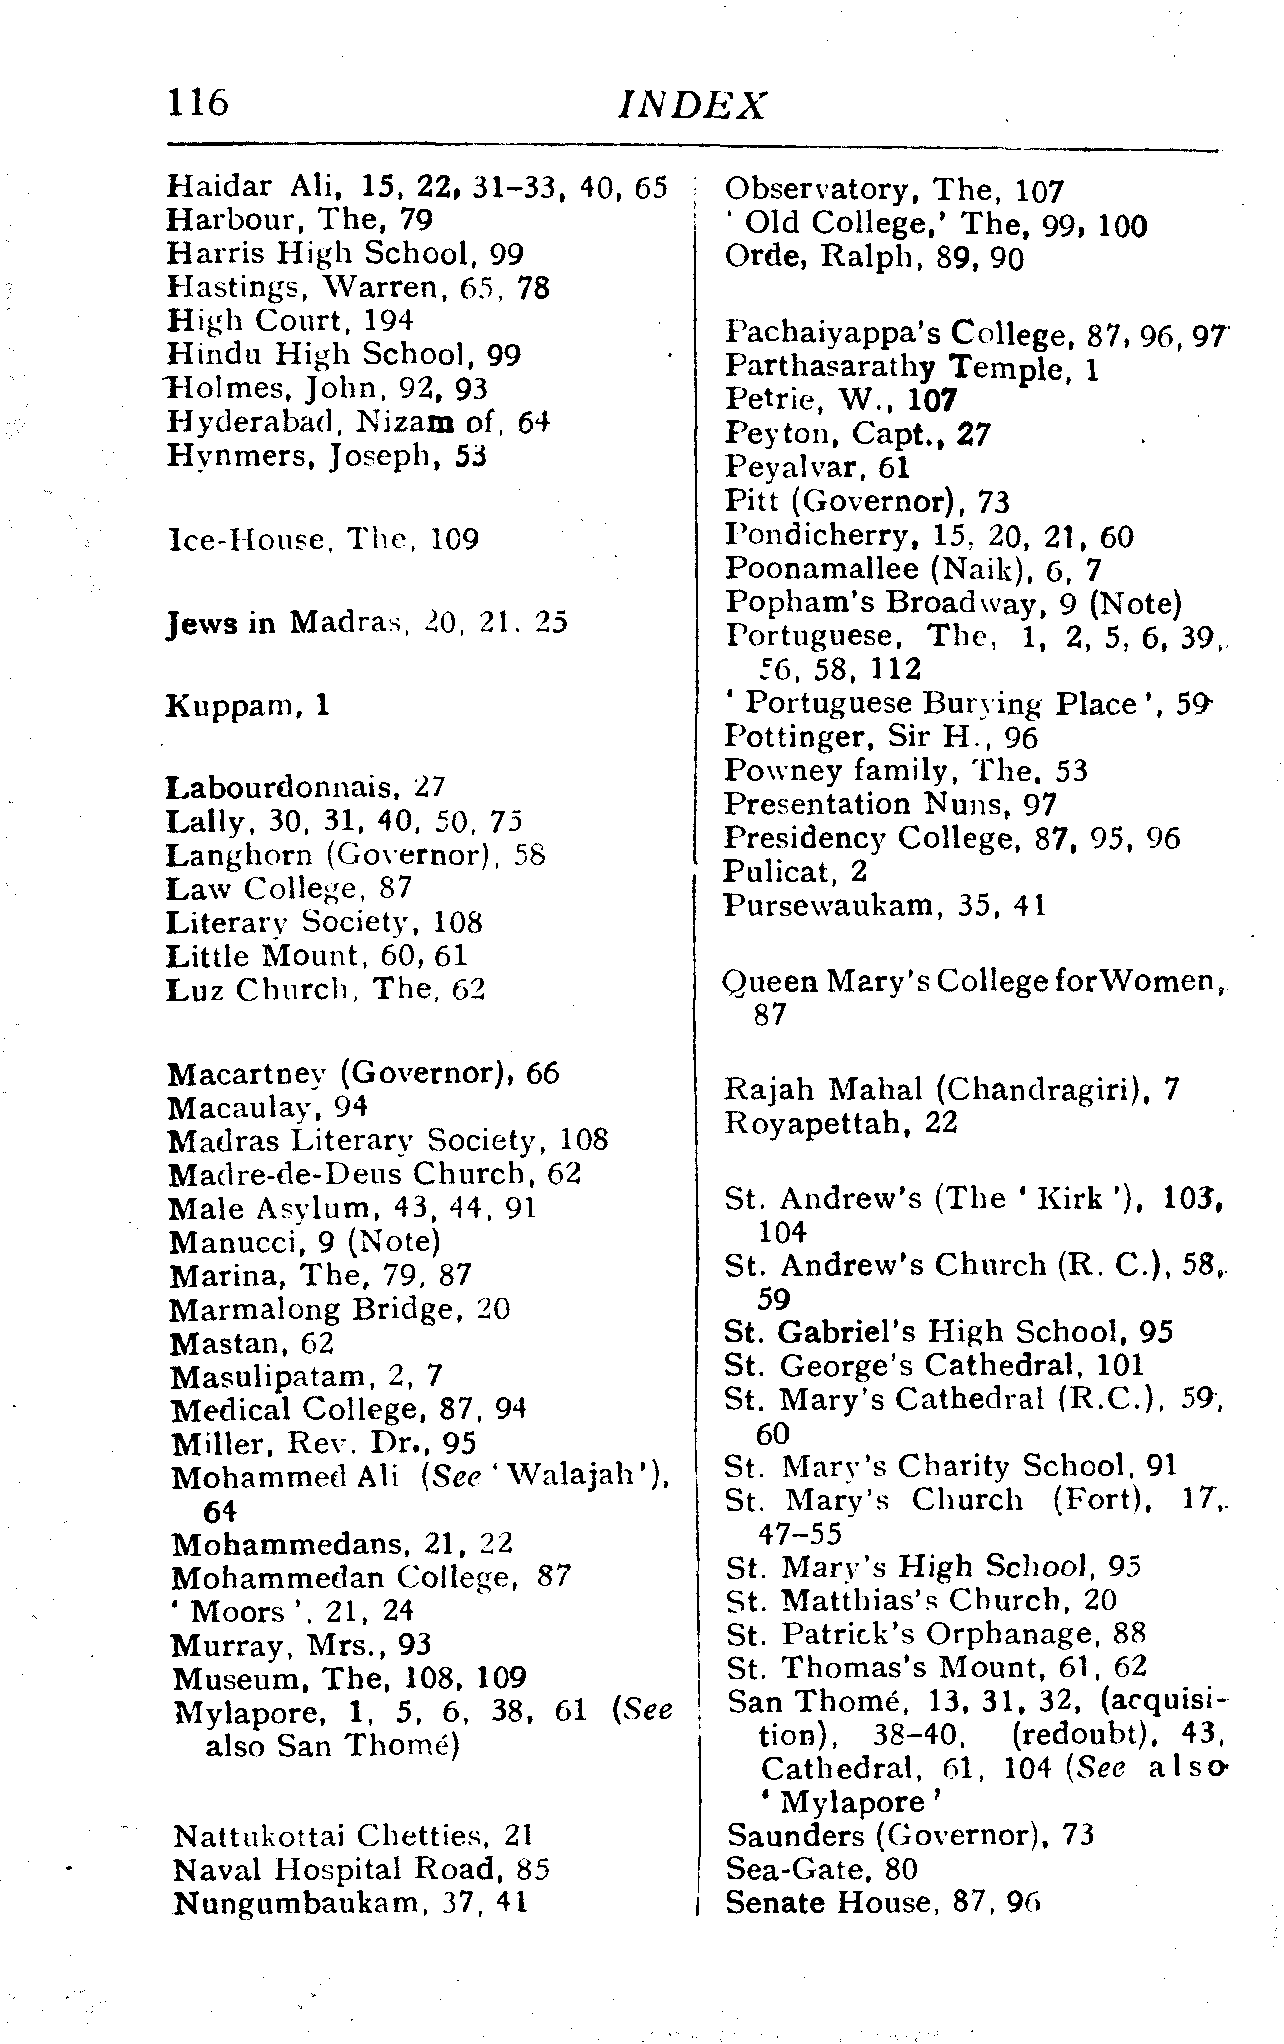 116 INDEX
Haidar Ali, 15, 22, 31–33, 40, 65
Harbour, The, 79
Harris High School, 99
Hastings, Warren, 65, 78
High Court, 194
Hindu High School, 99
Holmes, John, 92, 93
Hyderabad, Nizam of, 64
Hynmers, Joseph, 53
Ice-House, The, 109
Jews in Madras, 20, 21, 25
Kuppam, 1
Labourdonnais, 27
Lally, 30, 31, 40, 50, 75
Langhorn (Governor), 58
Law College, 87
Literary Society, 108
Little Mount, 60, 61
Luz Church, The, 62
Macartney (Governor), 66
Macaulay, 94
Madras Literary Society, 108
Madre-de-Deus Church, 62
Male Asylum, 43, 44, 91
Manucci, 9 (Note)
Marina, The, 79, 87
Marmalong Bridge, 20
Mastan, 62
Masulipatam, 2, 7
Medical College, 87, 94
Miller, Rev. Dr., 95
Mohammed Ali (See ‘Walajah’),
64
Mohammedans, 21, 22
Mohammedan College, 87
‘ Moors ’, 21, 24
Murray, Mrs., 93
Museum, The, 108, 109
Mylapore, 1, 5, 6, 38, 61 (See
also San Thomé)
Nattukottai Chetties, 21
Naval Hospital Road, 85
Nungumbaukam, 37, 41
Observatory, The, 107
‘ Old College,’ The, 99, 100
Orde, Ralph, 89, 90
Pachaiyappa's College, 87, 96, 97
Parthasarathy Temple, 1
Petrie, W., 107
Peyton, Capt., 27
Peyalvar, 61
Pitt (Governor), 73
Pondicherry, 15, 20, 21, 60
Poonamallee (Naik), 6, 7
Popham's Broadway, 9 (Note)
Portuguese, The, 1, 2, 5, 6, 39,
56, 58, 112
‘ Portuguese Burying Place ’, 59
Pottinger, Sir H., 96
Powney family, The, 53
Presentation Nuns, 97
Presidency College, 87, 95, 96
Pulicat, 2
Pursewaukam, 35, 41
Queen Mary's College for Women,
87
Rajah Mahal (Chandragiri), 7
Royapettah, 22
St. Andrew's (The ‘ Kirk ’), 103,
104
St. Andrew's Church (R. C.), 58,
59
St. Gabriel's High School, 95
St. George's Cathedral, 101
St. Mary's Cathedral (R.C.), 59,
60
St. Mary's Charity School, 91
St. Mary's Church (Fort), 17,
47–55
St. Mary's High School, 95
St. Matthias's Church, 20
St. Patrick's Orphanage, 88
St. Thomas's Mount, 61, 62
San Thomé, 13, 31, 32, (acquisi-
tion), 38–40, (redoubt), 43,
Cathedral, 61, 104 (See also
‘ Mylapore ’
Saunders (Governor), 73
Sea-Gate, 80
Senate House, 87, 96